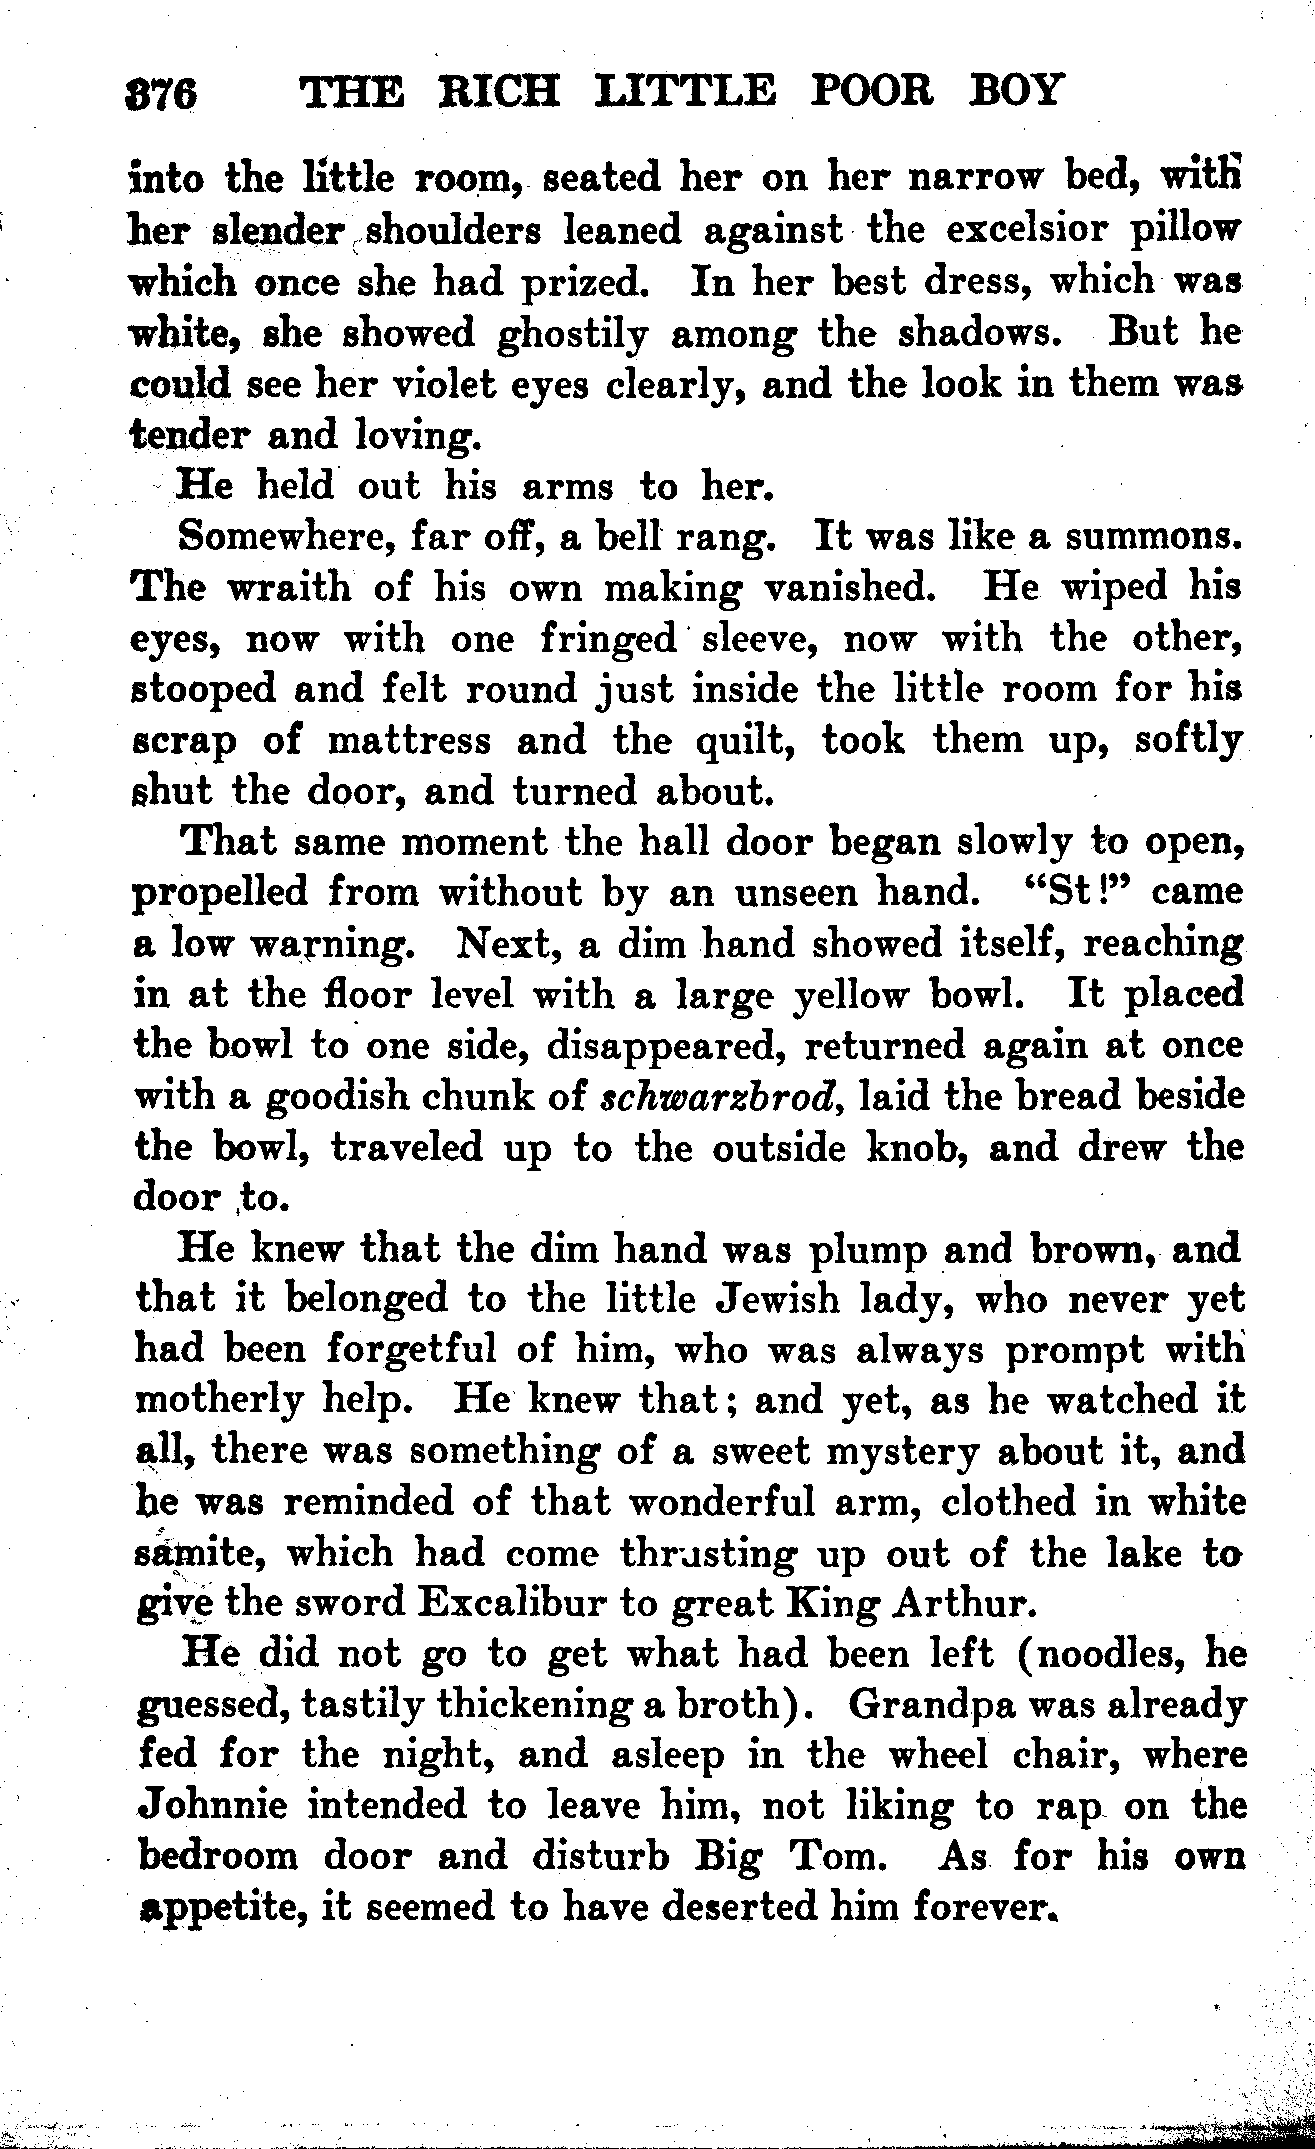 376 THE RICH LITTLE POOR BOY
into the little room, seated her on her narrow bed, with
her slender shoulders leaned against the excelsior pillow
which once she had prized. In her best dress, which was
white, she showed ghostily among the shadows. But he
could see her violet eyes clearly, and the look in them was
tender and loving.
He held out his arms to her.
Somewhere, far off, a bell rang. It was like a summons.
The wraith of his own making vanished. He wiped his
eyes, now with one fringed sleeve, now with the other,
stooped and felt round just inside the little room for his
scrap of mattress and the quilt, took them up, softly
shut the door, and turned about.
That same moment the hall door began slowly to open,
propelled from without by an unseen hand. "St!" came
a low warning. Next, a dim hand showed itself, reaching
in at the floor level with a large yellow bowl. It placed
the bowl to one side, disappeared, returned again at once
with a goodish chunk of schwarzbrod, laid the bread beside
the bowl, traveled up to the outside knob, and drew the
door to.
He knew that the dim hand was plump and brown, and
that it belonged to the little Jewish lady, who never yet
had been forgetful of him, who was always prompt with
motherly help. He knew that; and yet, as he watched it
all, there was something of a sweet mystery about it, and
he was reminded of that wonderful arm, clothed in white
samite, which had come thrusting up out of the lake to
give the sword Excalibur to great King Arthur.
He did not go to get what had been left (noodles, he
guessed, tastily thickening a broth). Grandpa was already
fed for the night, and asleep in the wheel chair, where
Johnnie intended to leave him, not liking to rap on the
bedroom door and disturb Big Tom. As for his own
appetite, it seemed to have deserted him forever.